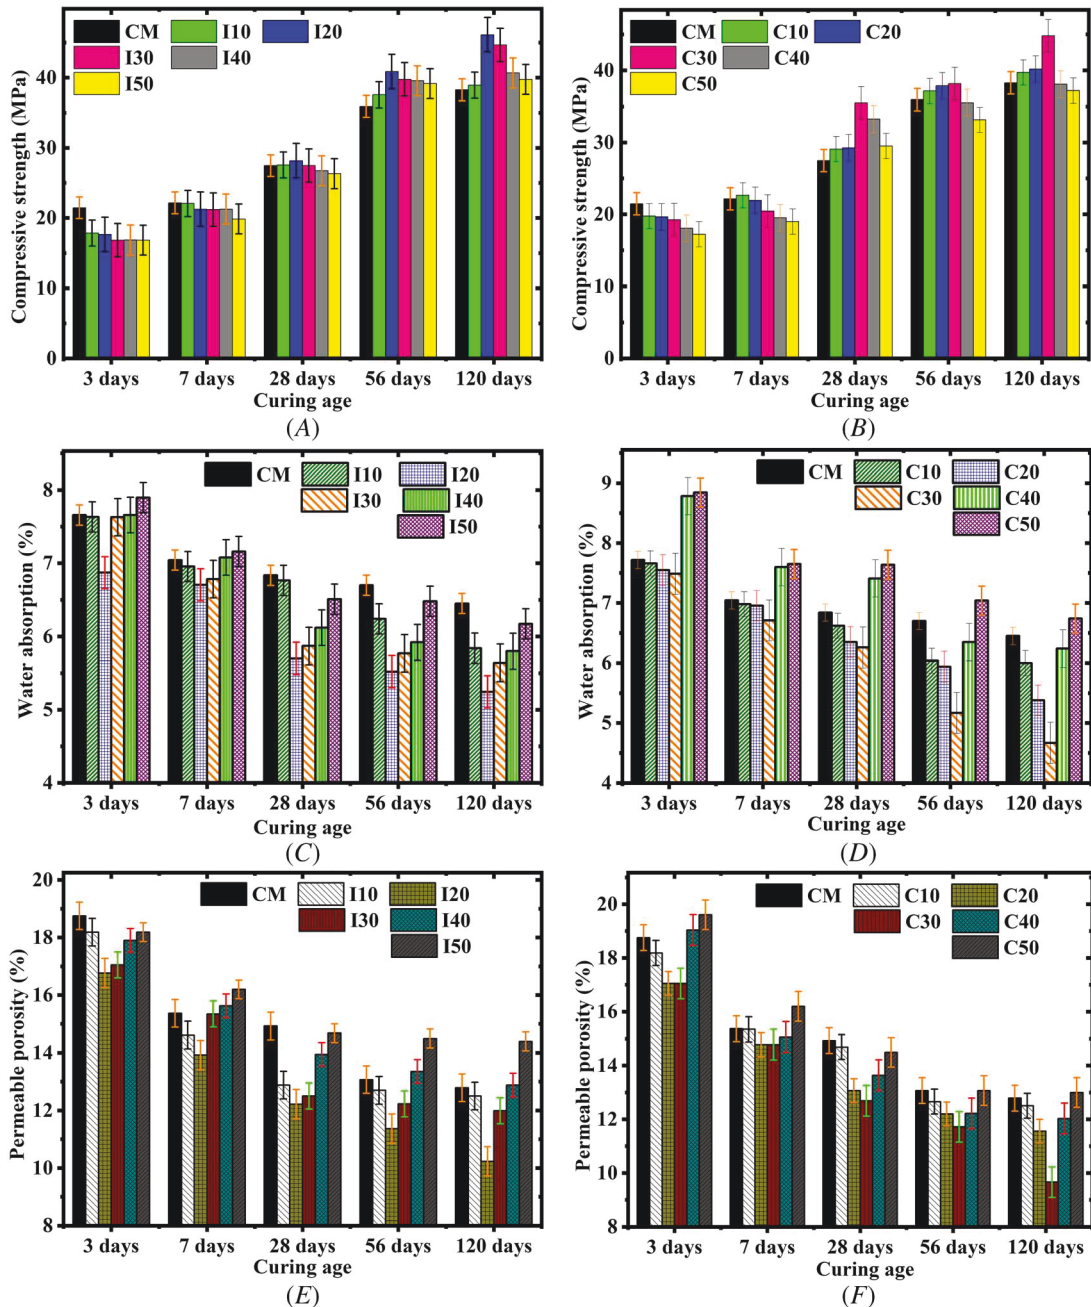 CM I10 I20
I30 I40
I50
Compressive strength (MPa)
40
30
20
10
0
3 days 7 days 28 days 56 days 120 days
Curing age
(A)
CM C10 C20
C30 C40
C50
Compressive strength (MPa)
40
30
20
10
0
3 days 7 days 28 days 56 days 120 days
Curing age
(B)
CM I10 I20
I30 I40
I50
Water absorption (%)
8
7
6
5
4
3 days 7 days 28 days 56 days 120 days
Curing age
(C)
CM C10 C20
C30 C40
C50
Water absorption (%)
9
8
7
6
5
4
3 days 7 days 28 days 56 days 120 days
Curing age
(D)
CM I10 I20
I30 I40
I50
Permeable porosity (%)
20
18
16
14
12
10
8
3 days 7 days 28 days 56 days 120 days
Curing age
(E)
CM C10 C20
C30 C40
C50
Permeable porosity (%)
20
18
16
14
12
10
8
3 days 7 days 28 days 56 days 120 days
Curing age
(F)